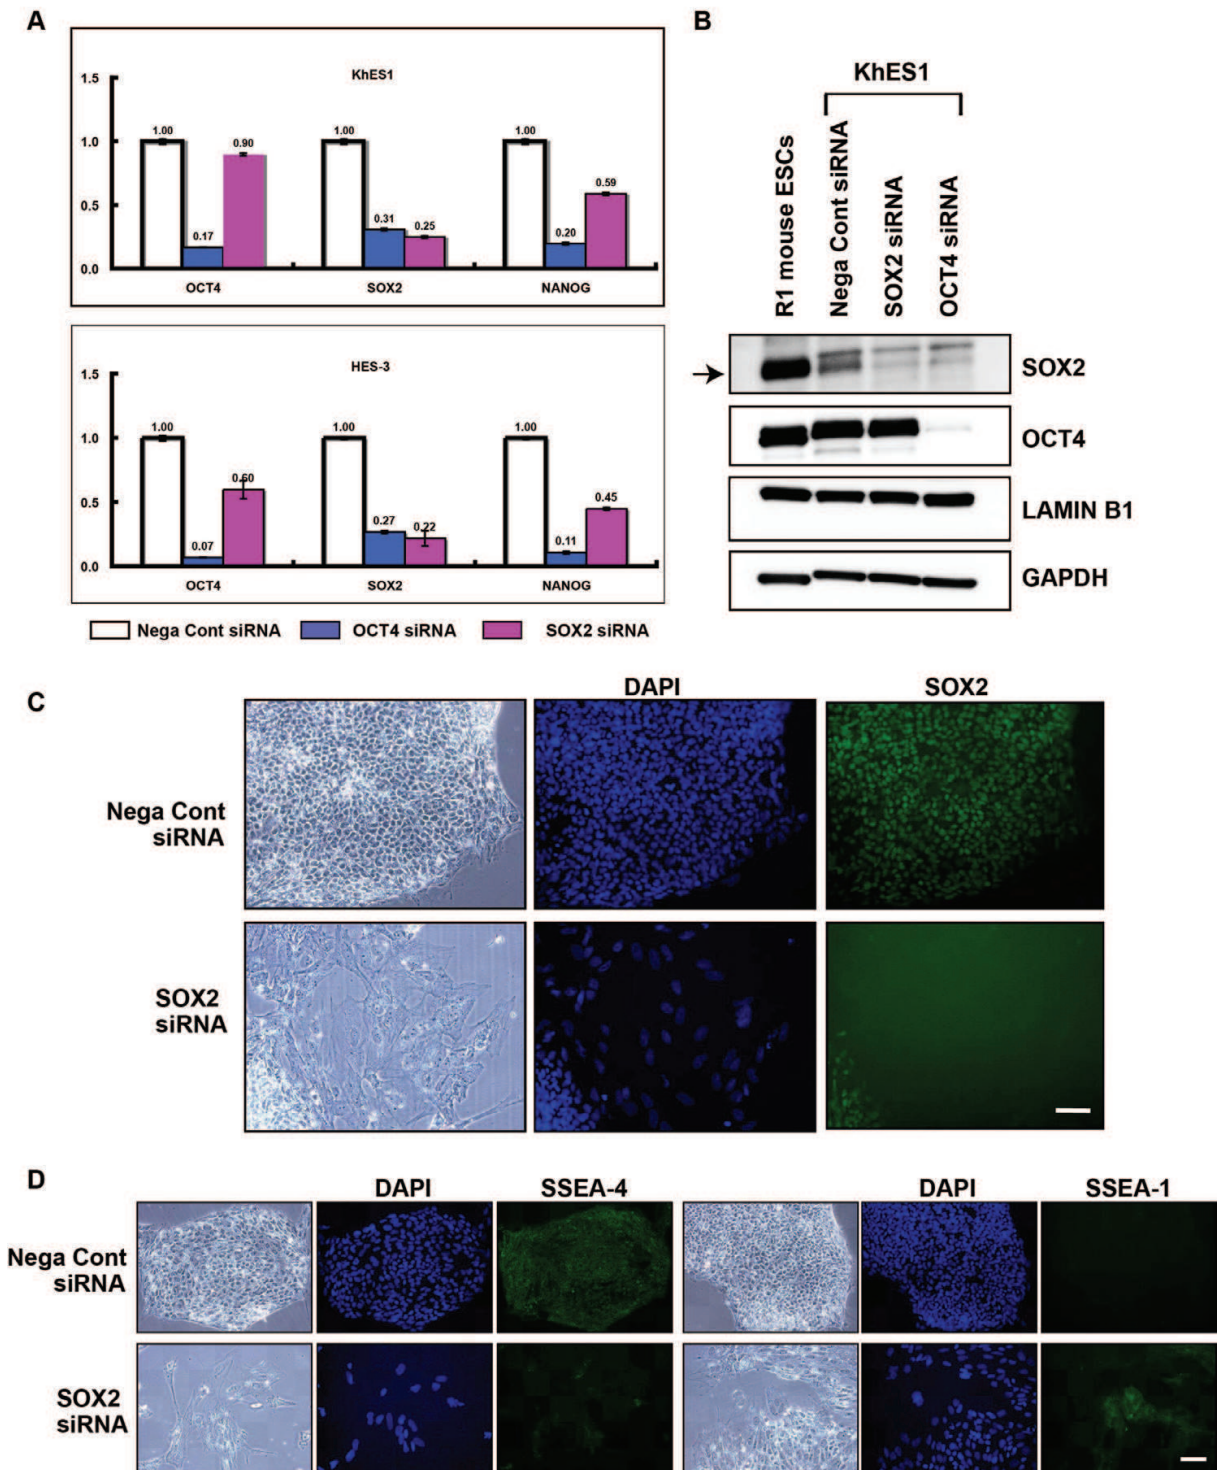 A
KhES1
1.5
1.0
0.5
0.0
1.00
0.17
0.90
1.00
0.31
0.25
1.00
0.20
0.59
OCT4
SOX2
NANOG
HES-3
1.5
1.0
0.5
0.0
1.00
0.07
0.60
1.00
0.27
0.22
1.00
0.11
0.45
OCT4
SOX2
NANOG
Nega Cont siRNA
OCT4 siRNA
SOX2 siRNA
B
KhES1
R1 mouse ESCs
Nega Cont siRNA
SOX2 siRNA
OCT4 siRNA
SOX2
OCT4
LAMIN B1
GAPDH
C
DAPI
SOX2
Nega Cont
siRNA
SOX2
siRNA
D
DAPI
SSEA-4
DAPI
SSEA-1
Nega Cont
siRNA
SOX2
siRNA